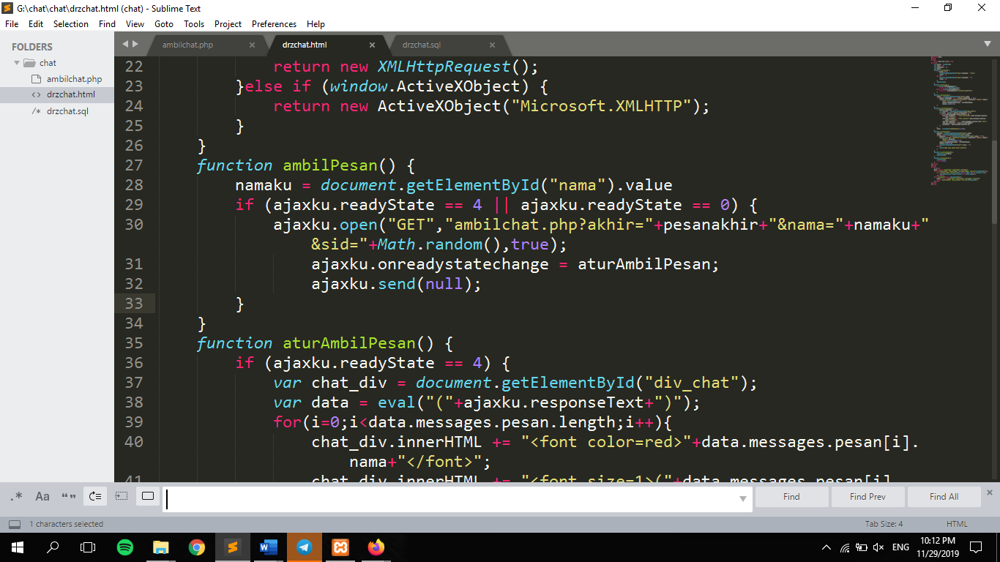 G:\chat\chat\drzchat.html (chat) - Sublime Text
File Edit Selection Find View Goto Tools Project Preferences Help
FOLDERS
chat
ambilchat.php
<> drzchat.html
/* drzchat.sql
ambilchat.php × drzchat.html × drzchat.sql ×
22 return new XMLHttpRequest();
23 }else if (window.ActiveXObject) {
24 return new ActiveXObject("Microsoft.XMLHTTP");
25 }
26 }
27 function ambilPesan() {
28 namaku = document.getElementById("nama").value
29 if (ajaxku.readyState == 4 || ajaxku.readyState == 0) {
30 ajaxku.open("GET","ambilchat.php?akhir="+pesanakhir+"&nama="+namaku+"
&sid="+Math.random(),true);
31 ajaxku.onreadystatechange = aturAmbilPesan;
32 ajaxku.send(null);
33 }
34 }
35 function aturAmbilPesan() {
36 if (ajaxku.readyState == 4) {
37 var chat_div = document.getElementById("div_chat");
38 var data = eval("("+ajaxku.responseText+")");
39 for(i=0;i<data.messages.pesan.length;i++){
40 chat_div.innerHTML += "<font color=red>"+data.messages.pesan[i].
nama+"</font>";
41 chat_div.innerHTML += "<font size=1>("+data.messages.pesan[i].
.* Aa “” Find Find Prev Find All ×
1 characters selected Tab Size: 4 HTML
ENG 10:12 PM
11/29/2019